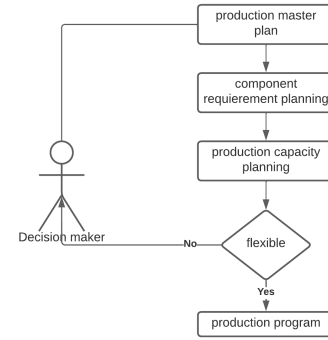 production master
plan
component
requierement planning
production capacity
planning
flexible
Decision maker
No
Yes
production program